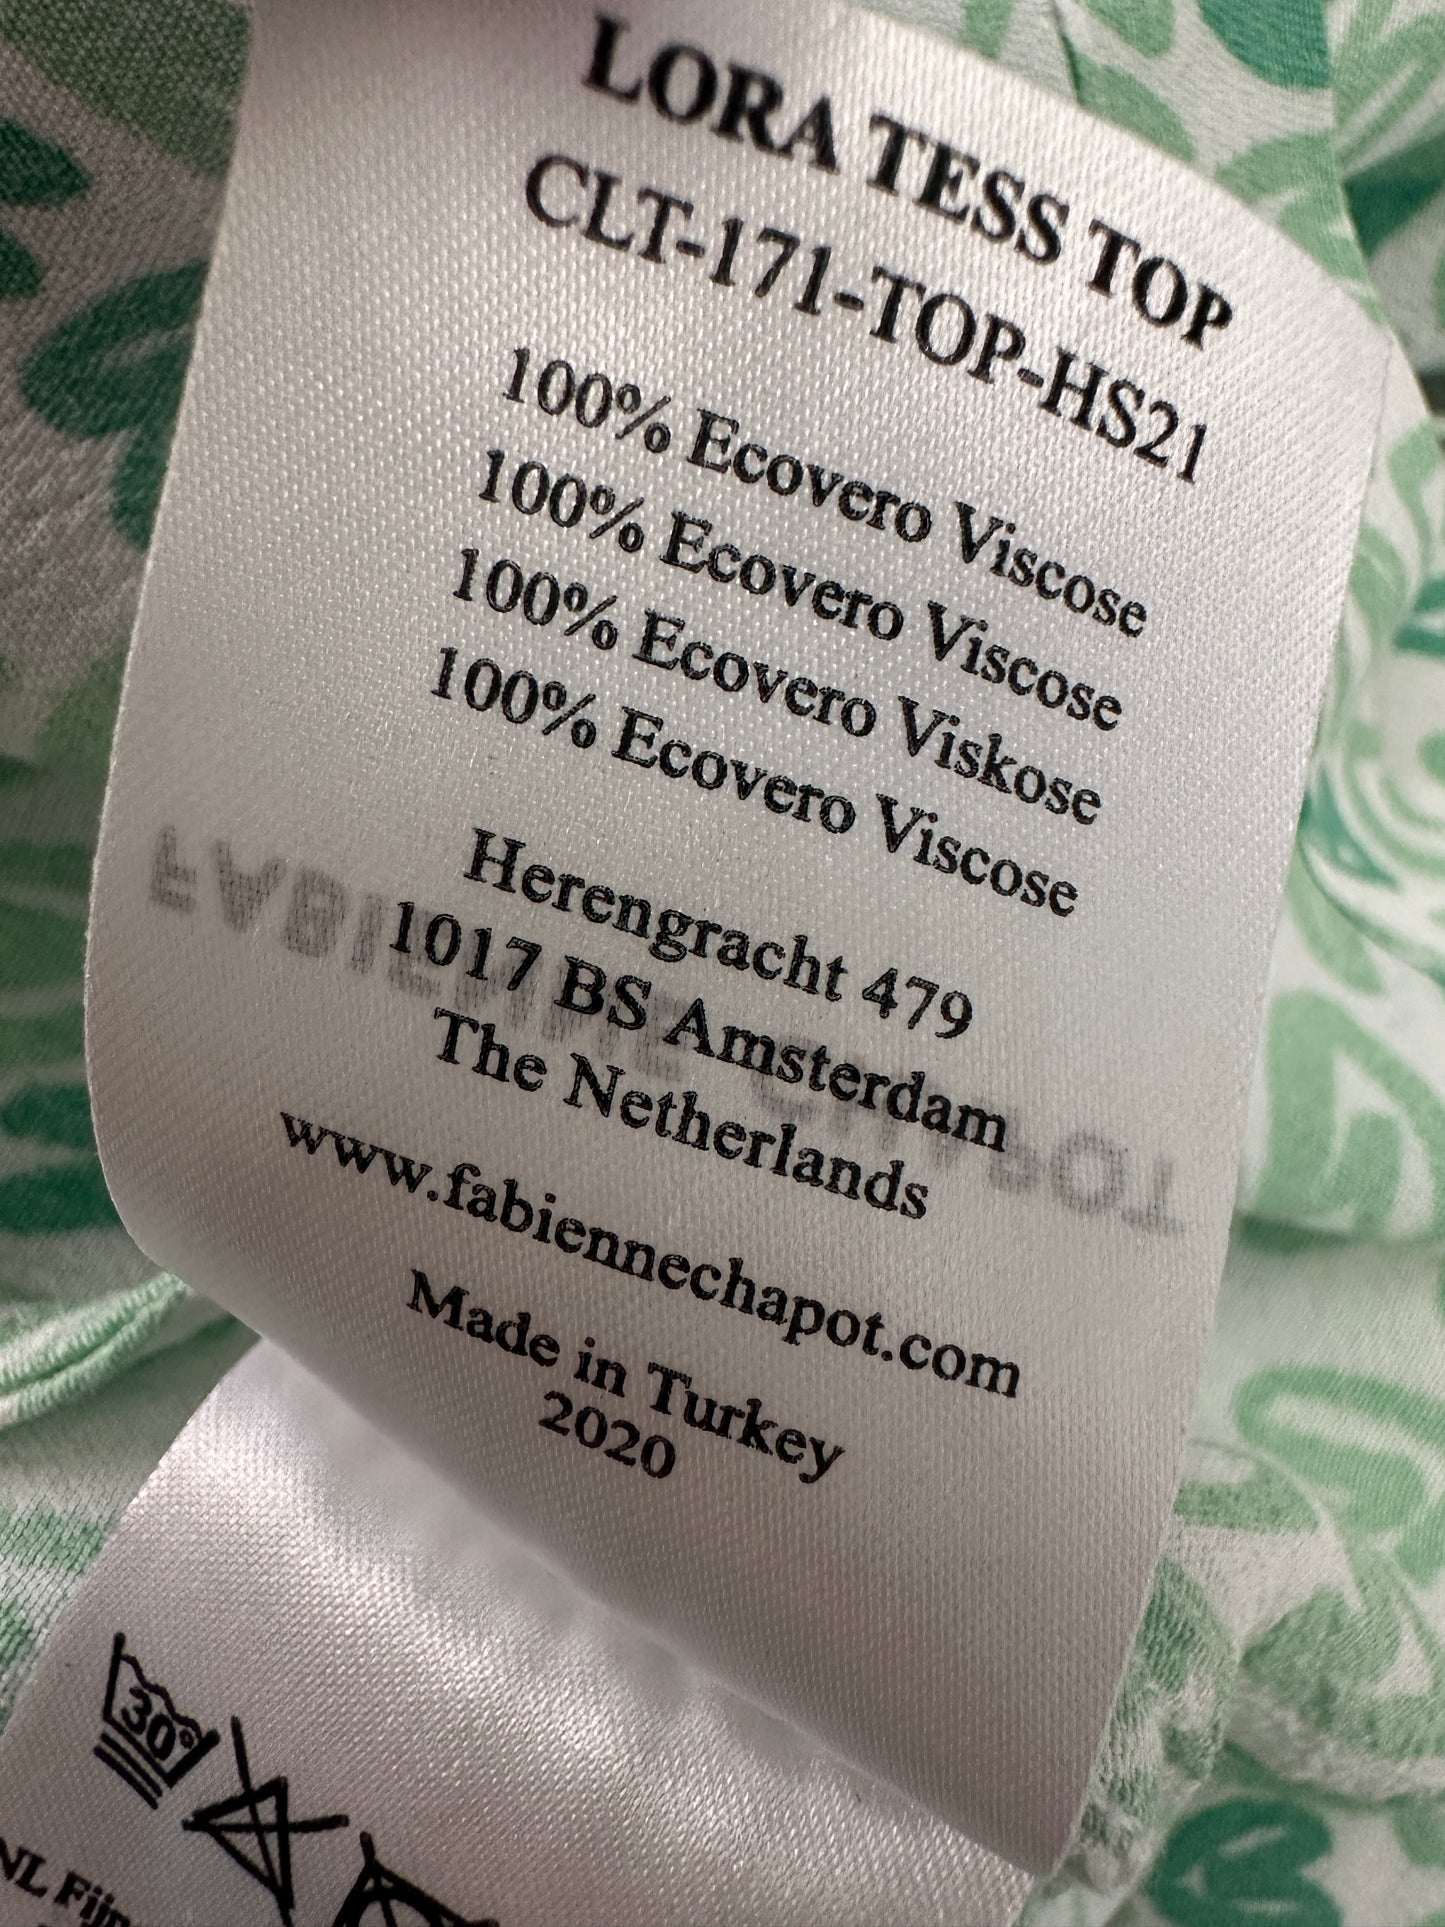 LORA TESS TOP
CLT-171-TOP-HS21
100% Ecovero Viscose
100% Ecovero Viscose
100% Ecovero Viskose
100% Ecovero Viscose
Herengracht 479
1017 BS Amsterdam
The Netherlands
www.fabiennechapot.com
Made in Turkey
2020
30°
NL